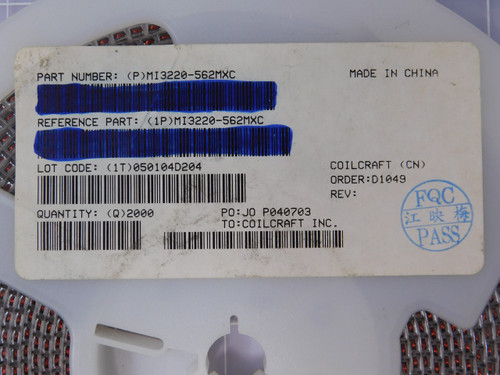 PART NUMBER: (P)MI3220-562MXC
MADE IN CHINA
REFERENCE PART: (1P)MI3220-562MXC
LOT CODE: (1T)050104D204
COILCRAFT (CN)
ORDER:D1049
REV:
QUANTITY: (Q)2000
PO:JO P040703
TO:COILCRAFT INC.
FQC
江映梅
PASS